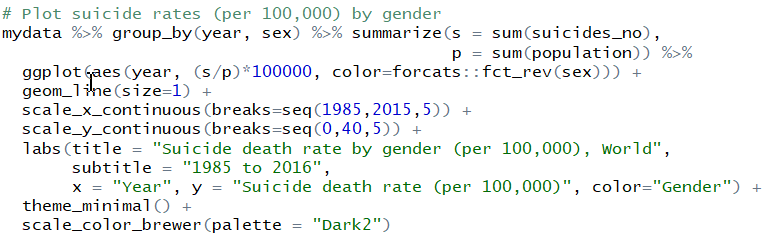 # Plot suicide rates (per 100,000) by gender
mydata %>% group_by(year, sex) %>% summarize(s = sum(suicides_no),
                                             p = sum(population)) %>%
  ggplot(aes(year, (s/p)*100000, color=forcats::fct_rev(sex))) +
  geom_line(size=1) +
  scale_x_continuous(breaks=seq(1985,2015,5)) +
  scale_y_continuous(breaks=seq(0,40,5)) +
  labs(title = "Suicide death rate by gender (per 100,000), World",
       subtitle = "1985 to 2016",
       x = "Year", y = "Suicide death rate (per 100,000)", color="Gender") +
  theme_minimal() +
  scale_color_brewer(palette = "Dark2")